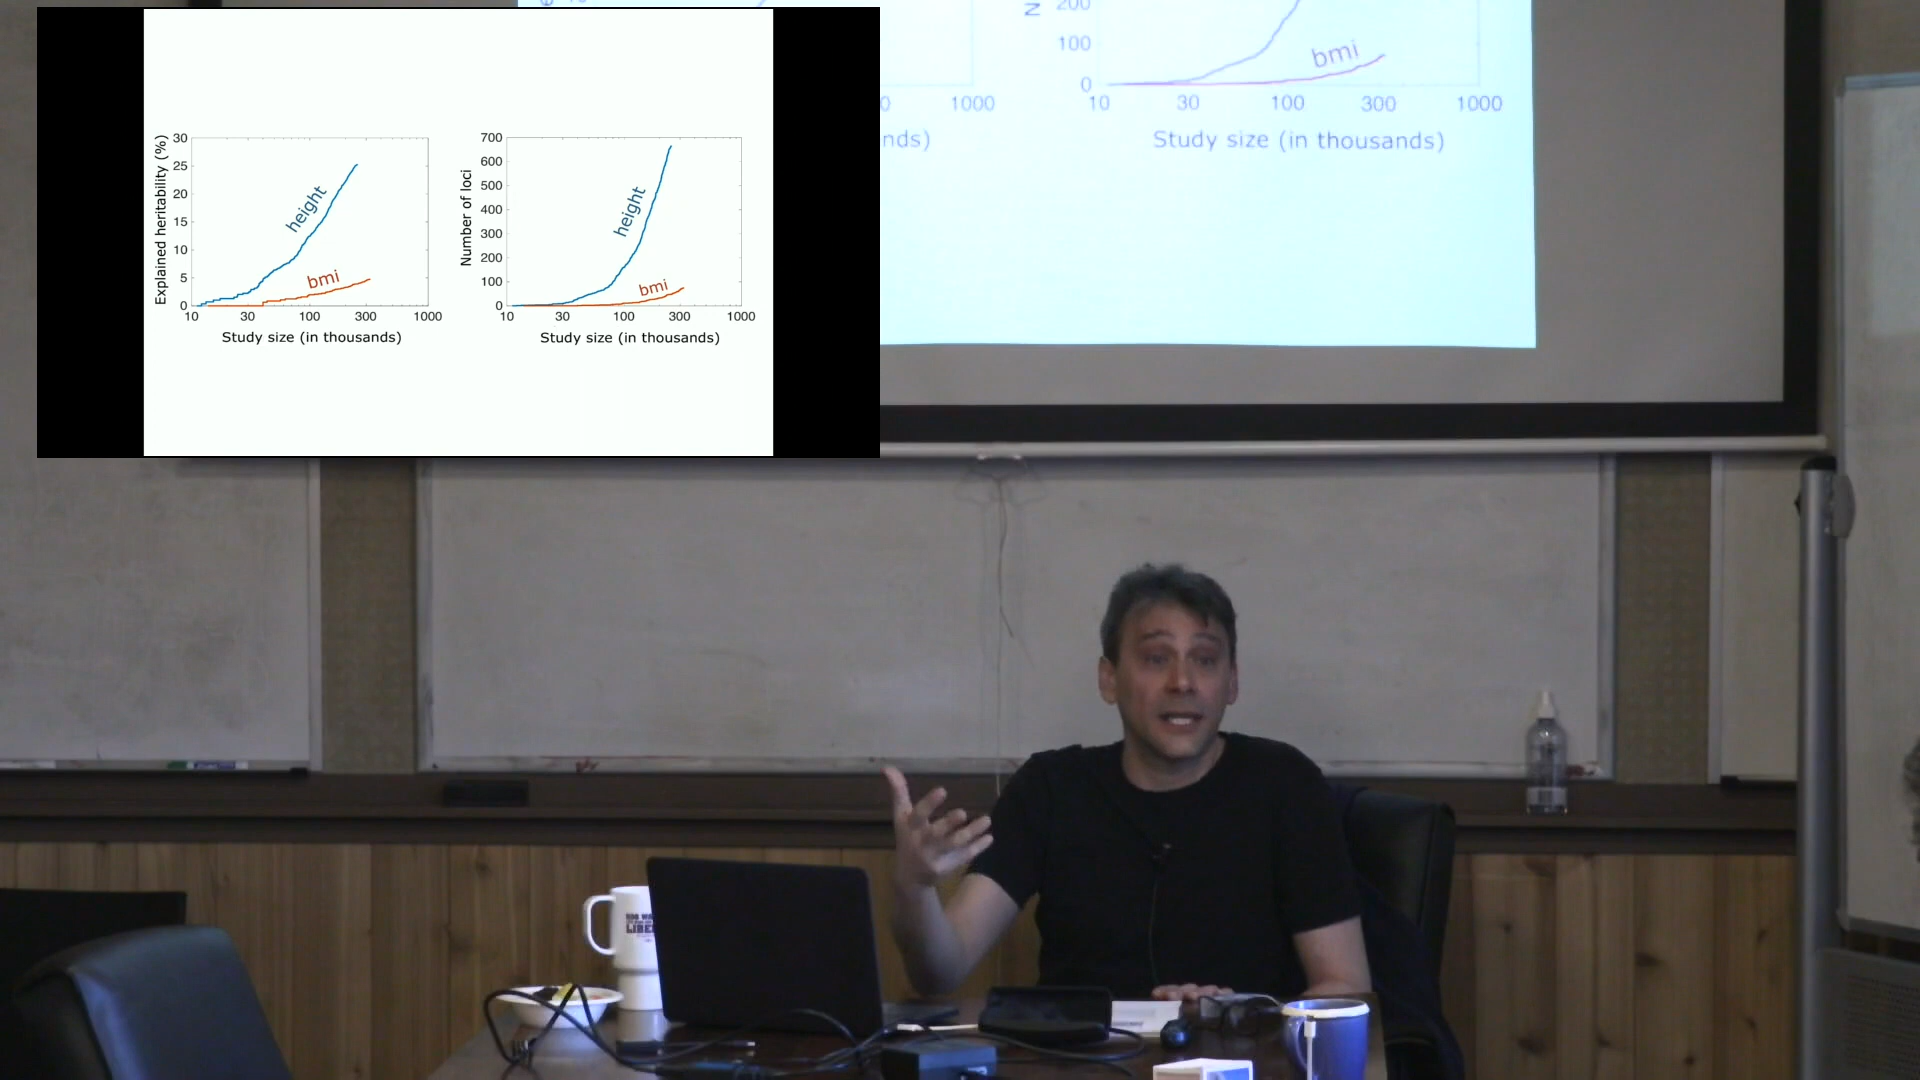 30
25
20
15
10
5
0
Explained heritability (%)
height
bmi
10 30 100 300 1000
Study size (in thousands)
700
600
500
400
300
200
100
0
Number of loci
height
bmi
10 30 100 300 1000
Study size (in thousands)
200
100
0
bmi
1000
10 30 100 300 1000
nds)
Study size (in thousands)